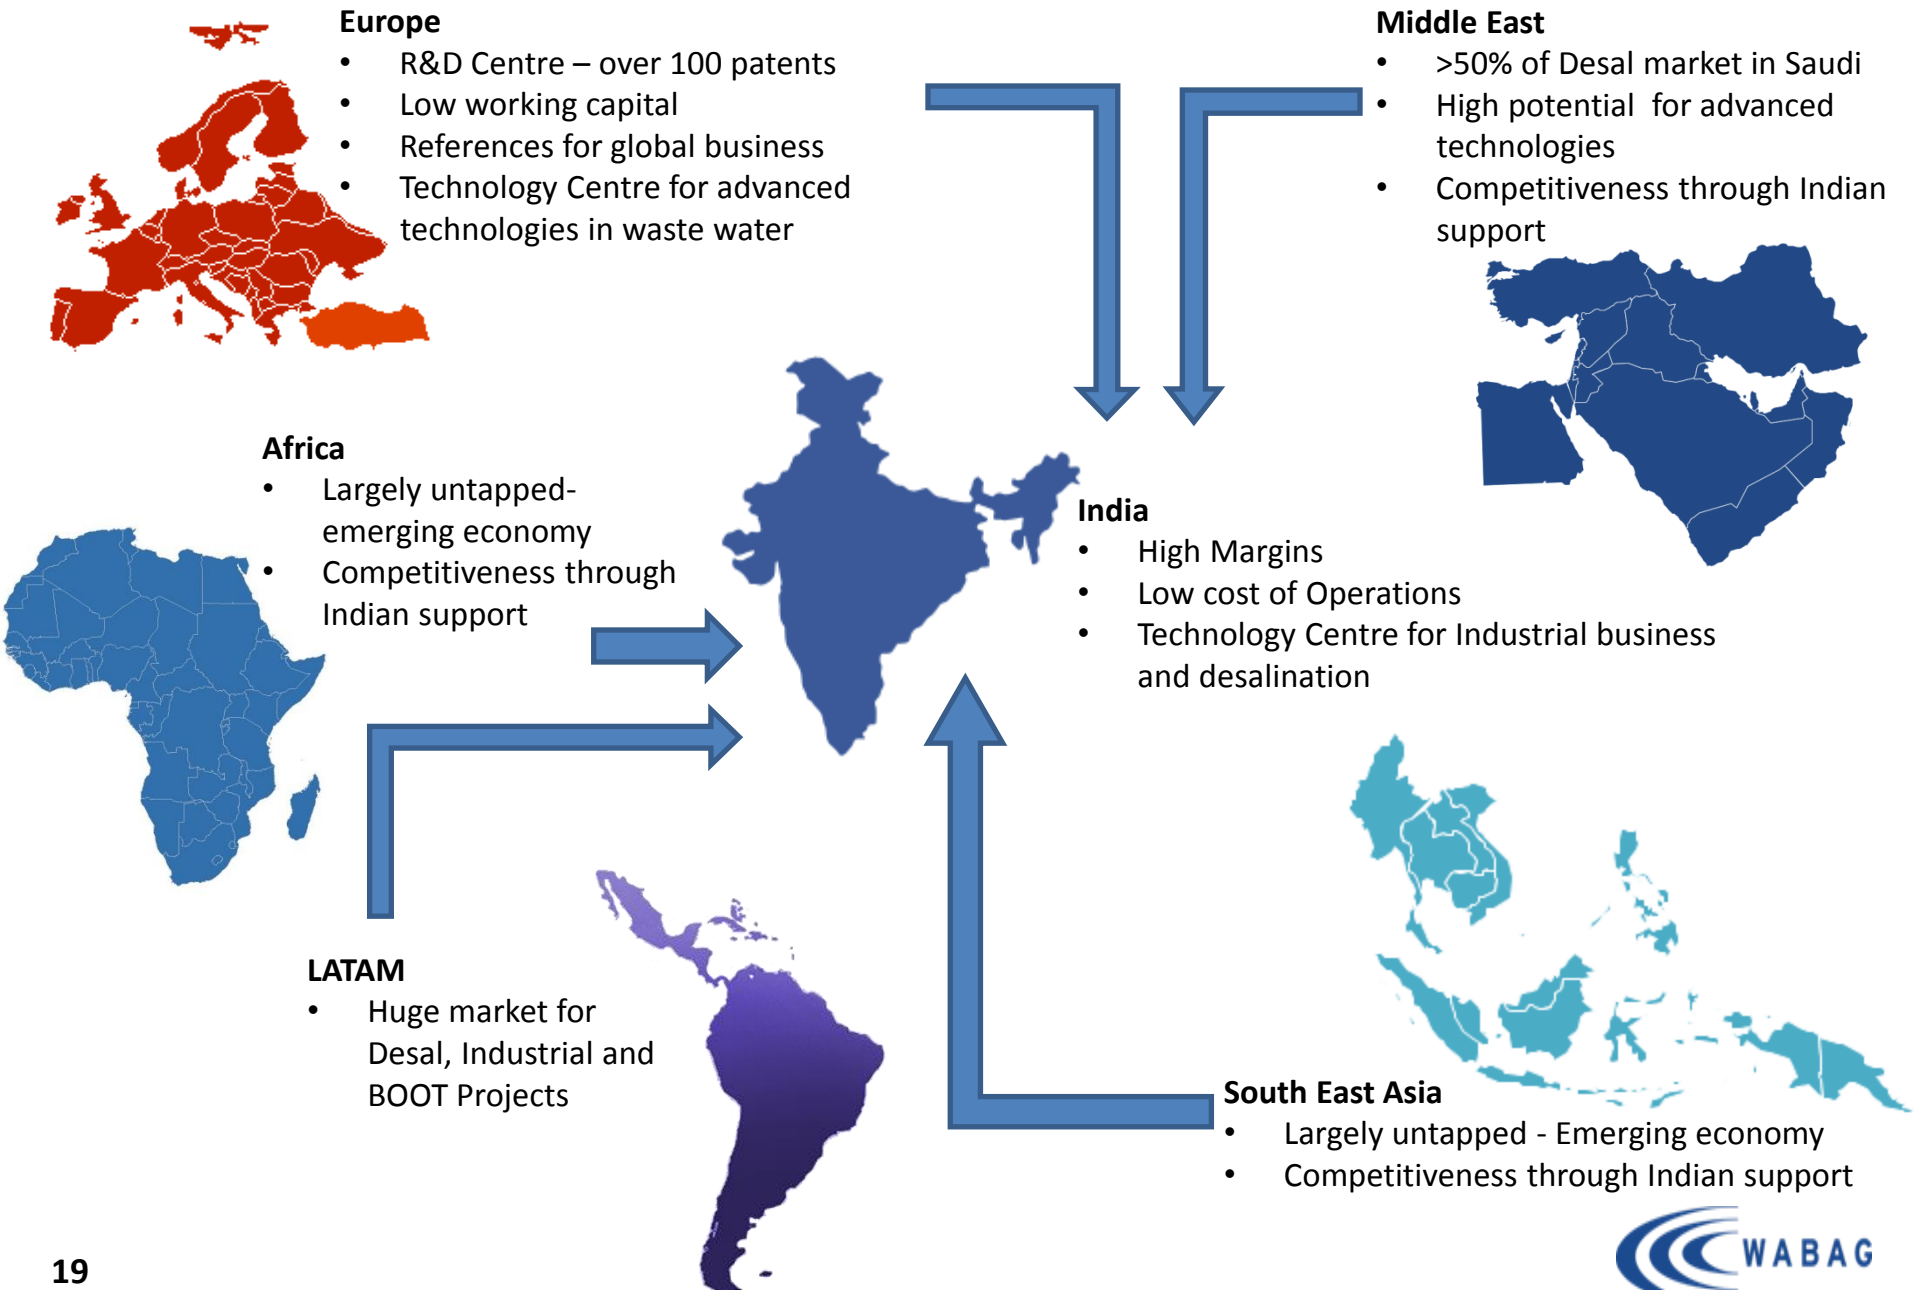 Europe
• R&D Centre – over 100 patents
• Low working capital
• References for global business
• Technology Centre for advanced
technologies in waste water
Middle East
• >50% of Desal market in Saudi
• High potential for advanced
technologies
• Competitiveness through Indian
support
Africa
• Largely untapped-
emerging economy
• Competitiveness through
Indian support
India
• High Margins
• Low cost of Operations
• Technology Centre for Industrial business
and desalination
LATAM
• Huge market for
Desal, Industrial and
BOOT Projects
South East Asia
• Largely untapped - Emerging economy
• Competitiveness through Indian support
19
WABAG